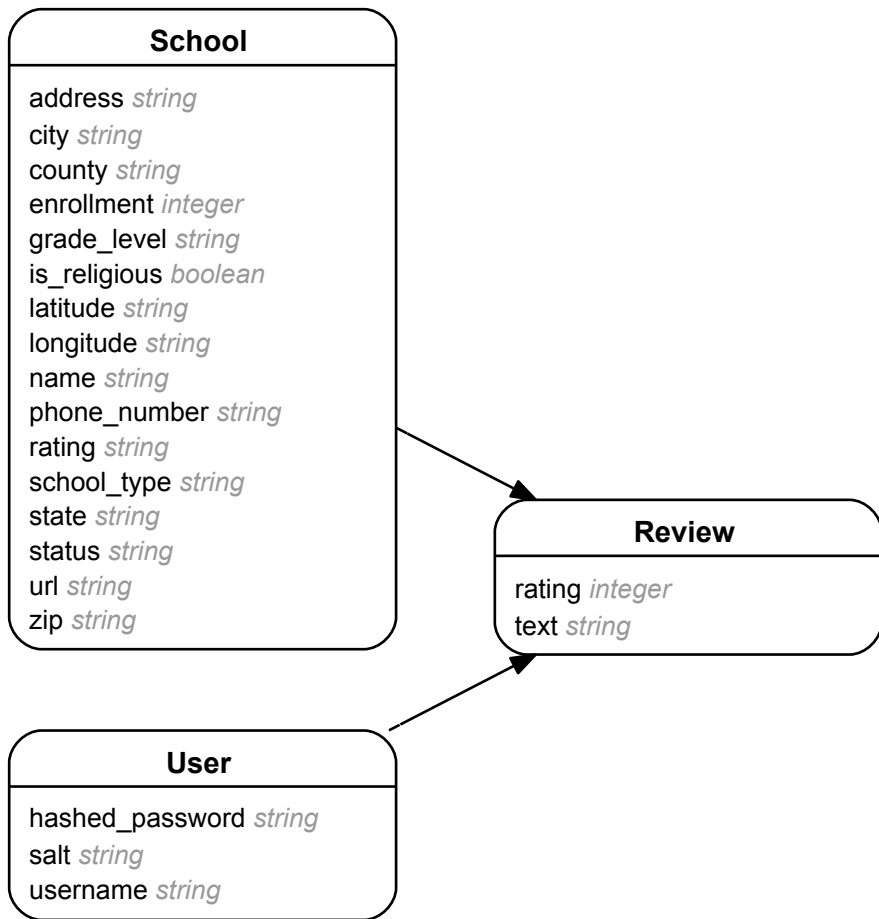 School
address string
city string
county string
enrollment integer
grade_level string
is_religious boolean
latitude string
longitude string
name string
phone_number string
rating string
school_type string
state string
status string
url string
zip string
Review
rating integer
text string
User
hashed_password string
salt string
username string